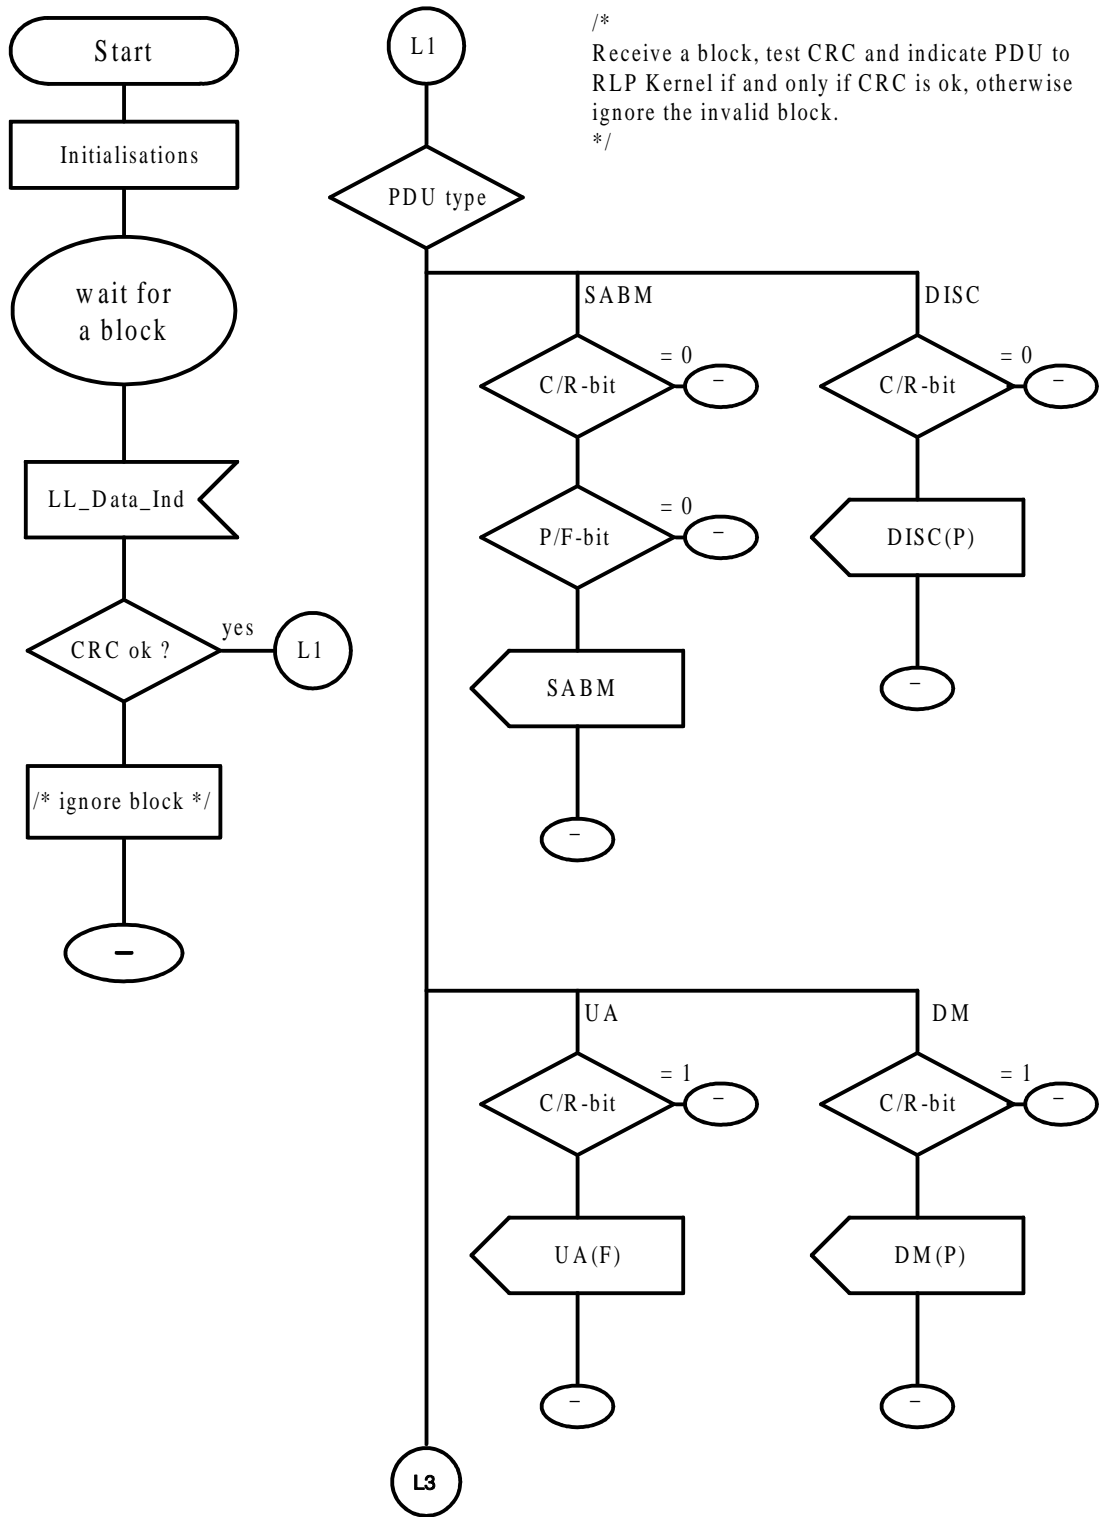 Start
Initialisations
wait for
a block
LL_Data_Ind
CRC ok ?
yes
L1
/* ignore block */
–
L1
/*
Receive a block, test CRC and indicate PDU to
RLP Kernel if and only if CRC is ok, otherwise
ignore the invalid block.
*/
PDU type
SABM
C/R-bit
= 0
–
P/F-bit
= 0
–
SABM
–
DISC
C/R-bit
= 0
–
DISC(P)
–
UA
C/R-bit
= 1
–
UA(F)
–
DM
C/R-bit
= 1
–
DM(P)
–
L3